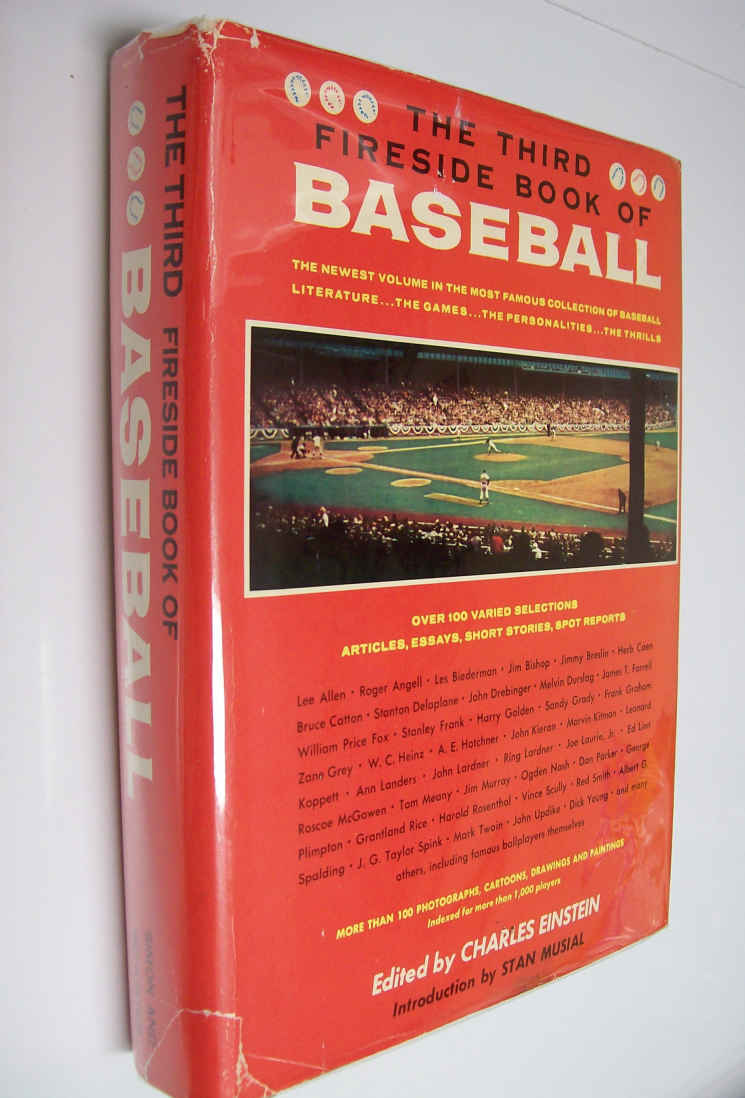 THE THIRD
FIRESIDE BOOK OF
BASEBALL
THE NEWEST VOLUME IN THE MOST FAMOUS COLLECTION OF BASEBALL
LITERATURE...THE GAMES...THE PERSONALITIES...THE THRILLS
OVER 100 VARIED SELECTIONS
ARTICLES, ESSAYS, SHORT STORIES, SPOT REPORTS
Lee Allen · Roger Angell · Les Biederman · Jim Bishop · Jimmy Breslin · Herb Caen
Bruce Catton · Stanton Delaplane · John Drebinger · Melvin Durslag · James T. Farrell
William Price Fox · Stanley Frank · Harry Golden · Sandy Grady · Frank Graham
Zann Grey · W. C. Heinz · A. E. Hotchner · John Kieran · Marvin Kitman · Leonard
Koppett · Ann Landers · John Lardner · Ring Lardner · Joe Laurie, Jr. · Ed Linn
Roscoe McGowen · Tom Meany · Jim Murray · Ogden Nash · Dan Parker · George
Plimpton · Grantland Rice · Harold Rosenthal · Vince Scully · Red Smith · Albert G.
Spalding · J. G. Taylor Spink · Mark Twain · John Updike · Dick Young · and many
others, including famous ballplayers themselves
MORE THAN 100 PHOTOGRAPHS, CARTOONS, DRAWINGS AND PAINTINGS
Indexed for more than 1,000 players
Edited by CHARLES EINSTEIN
Introduction by STAN MUSIAL
THE THIRD FIRESIDE BOOK OF
BASEBALL
SIMON AND